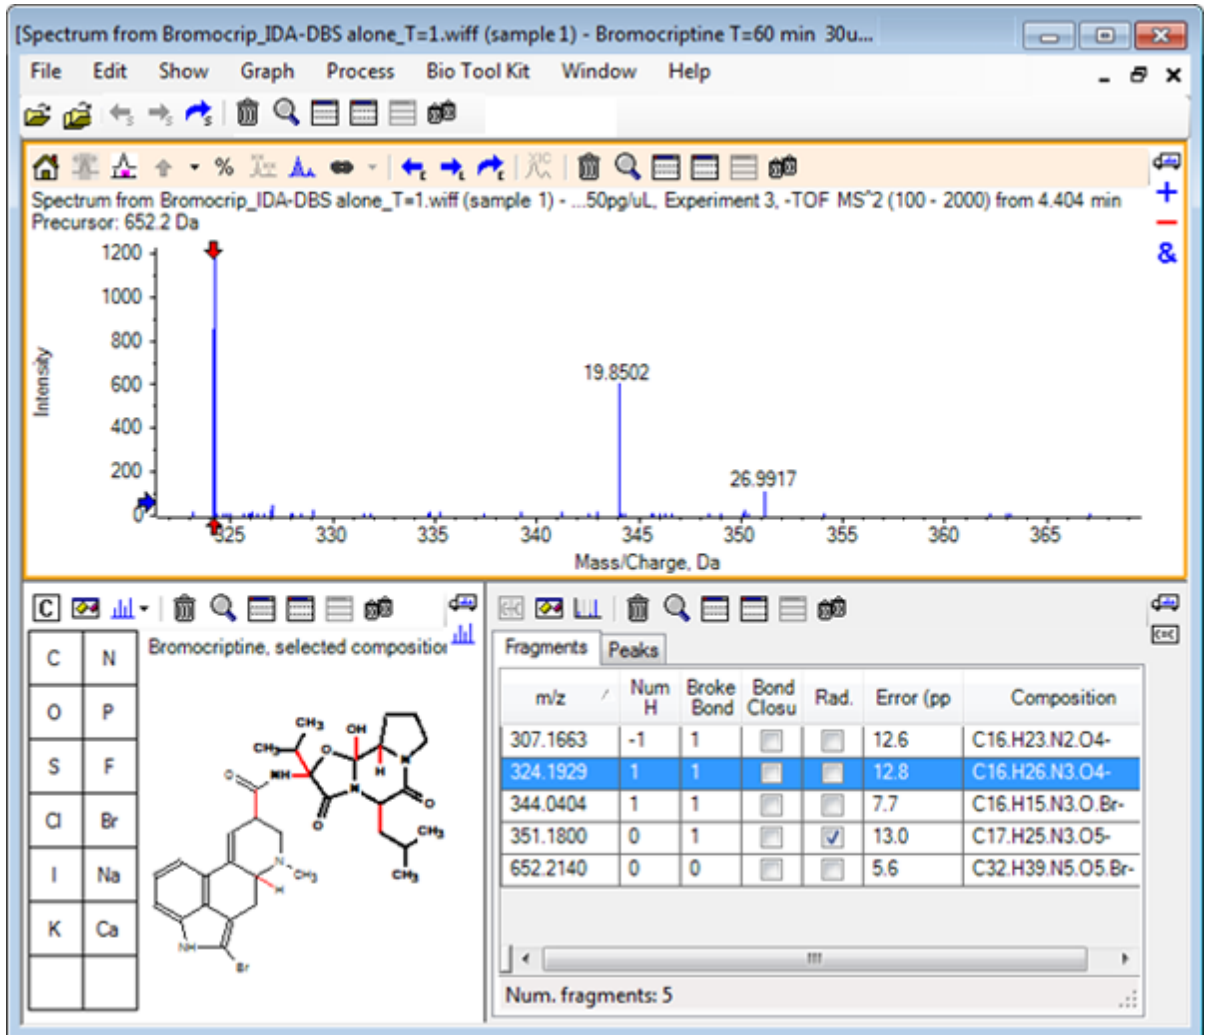 [Spectrum from Bromocrip_IDA-DBS alone_T=1.wiff (sample 1) - Bromocriptine T=60 min 30u...
File Edit Show Graph Process Bio Tool Kit Window Help
%
XIC
Spectrum from Bromocrip_IDA-DBS alone_T=1.wiff (sample 1) - ...50pg/uL, Experiment 3, -TOF MS^2 (100 - 2000) from 4.404 min
Precursor: 652.2 Da
&
Intensity
1200
1000
800
600
400
200
0
19.8502
26.9917
325 330 335 340 345 350 355 360 365
Mass/Charge, Da
C
Bromocriptine, selected compositior
C N
O P
S F
Cl Br
I Na
K Ca
CH3
OH
CH3
O
H
N
O
NH
N
O
O
CH3
CH3
N
CH3
H
NH
Br
Fragments Peaks
m/z Num H Broke Bond Bond Closu Rad. Error (pp Composition
307.1663 -1 1 12.6 C16.H23.N2.O4-
324.1929 1 1 12.8 C16.H26.N3.O4-
344.0404 1 1 7.7 C16.H15.N3.O.Br-
351.1800 0 1 13.0 C17.H25.N3.O5-
652.2140 0 0 5.6 C32.H39.N5.O5.Br-
Num. fragments: 5